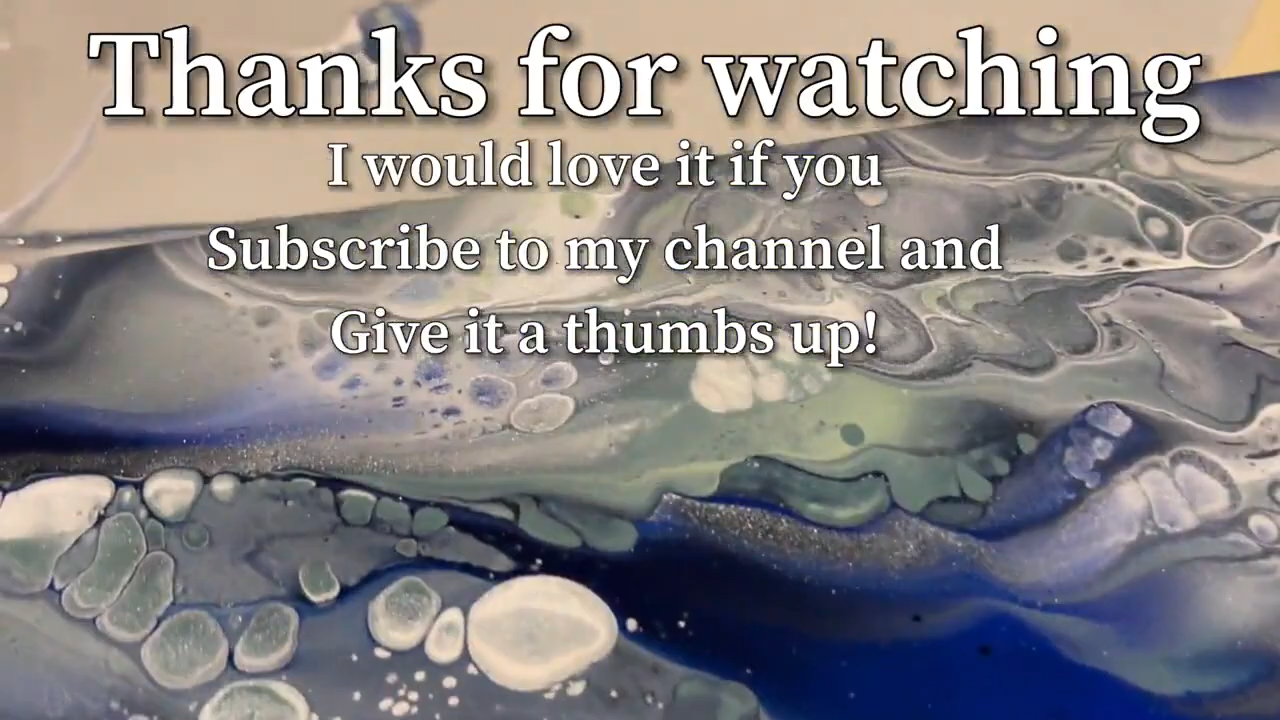 Thanks for watching
I would love it if you
Subscribe to my channel and
Give it a thumbs up!